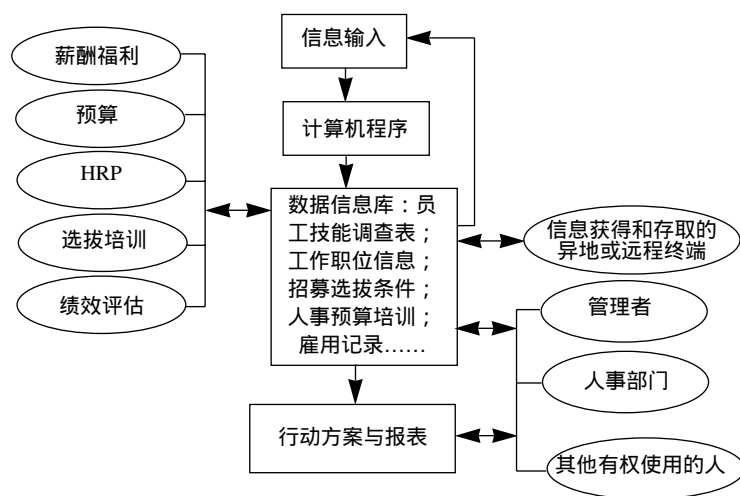 信息输入
计算机程序
薪酬福利
预算
HRP
选拔培训
绩效评估
数据信息库：员
工技能调查表；
工作职位信息；
招募选拔条件；
人事预算培训；
雇用记录……
信息获得和存取的
异地或远程终端
管理者
人事部门
其他有权使用的人
行动方案与报表